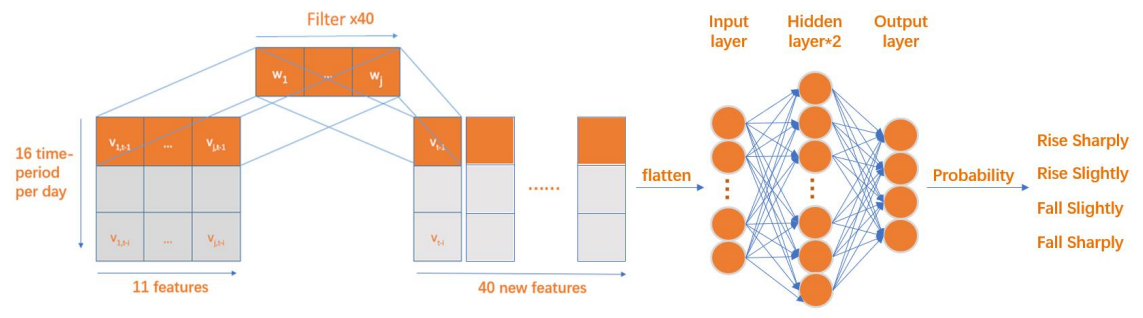 Filter x40
w1 ... wj
v1,t-1 ... vj,t-1
v1,t-i ... vj,t-i
16 time-
period
per day
11 features
vt-1
vt-i
......
40 new features
flatten
Input
layer
Hidden
layer*2
Output
layer
Probability
Rise Sharply
Rise Slightly
Fall Slightly
Fall Sharply